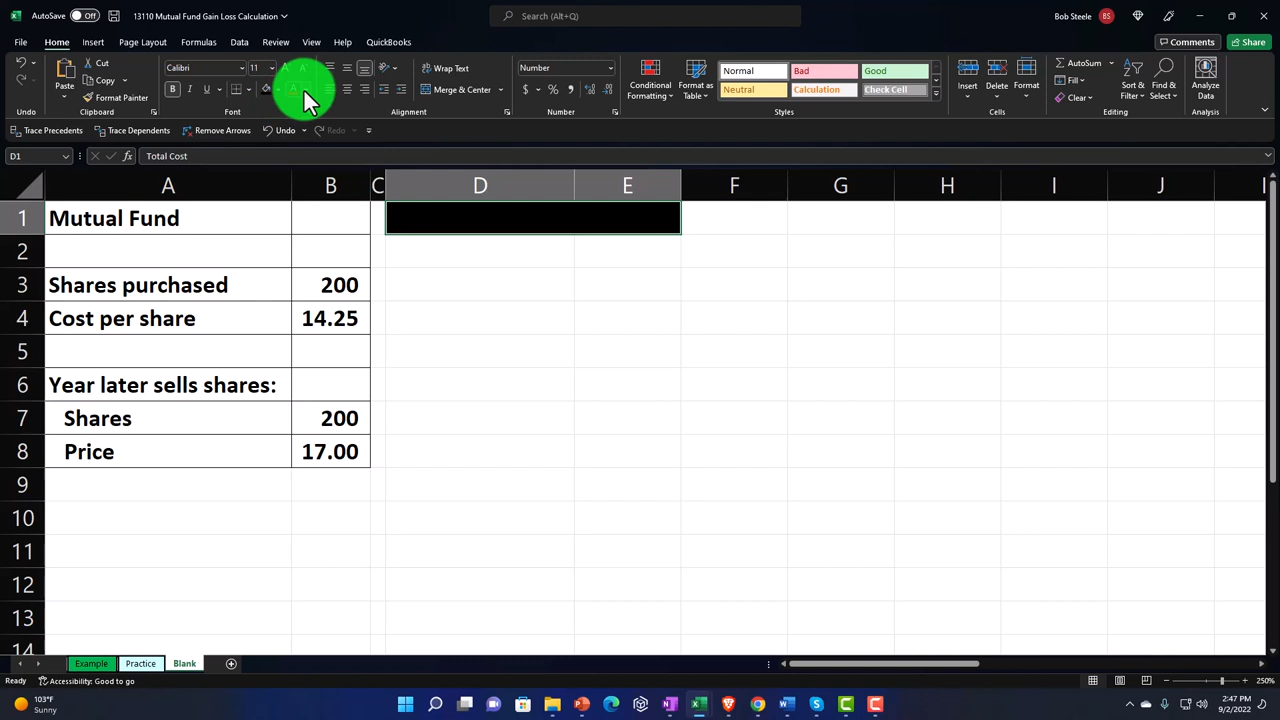 AutoSave Off 13110 Mutual Fund Gain Loss Calculation Search (Alt+Q) Bob Steele BS
File Home Insert Page Layout Formulas Data Review View Help QuickBooks Comments Share
Paste Cut Copy Format Painter Calibri 11 Wrap Text Merge & Center Number Conditional Formatting Format as Table Normal Bad Good Neutral Calculation Check Cell Insert Delete Format AutoSum Fill Clear Sort & Filter Find & Select Analyze Data
Undo Clipboard Font Alignment Number Styles Cells Editing Analysis
Trace Precedents Trace Dependents Remove Arrows Undo Redo
D1 fx Total Cost
A B C D E F G H I J
1 Mutual Fund
2
3 Shares purchased 200
4 Cost per share 14.25
5
6 Year later sells shares:
7 Shares 200
8 Price 17.00
9
10
11
12
13
14
Example Practice Blank
Ready Accessibility: Good to go 250%
103°F
Sunny
2:47 PM
9/2/2022